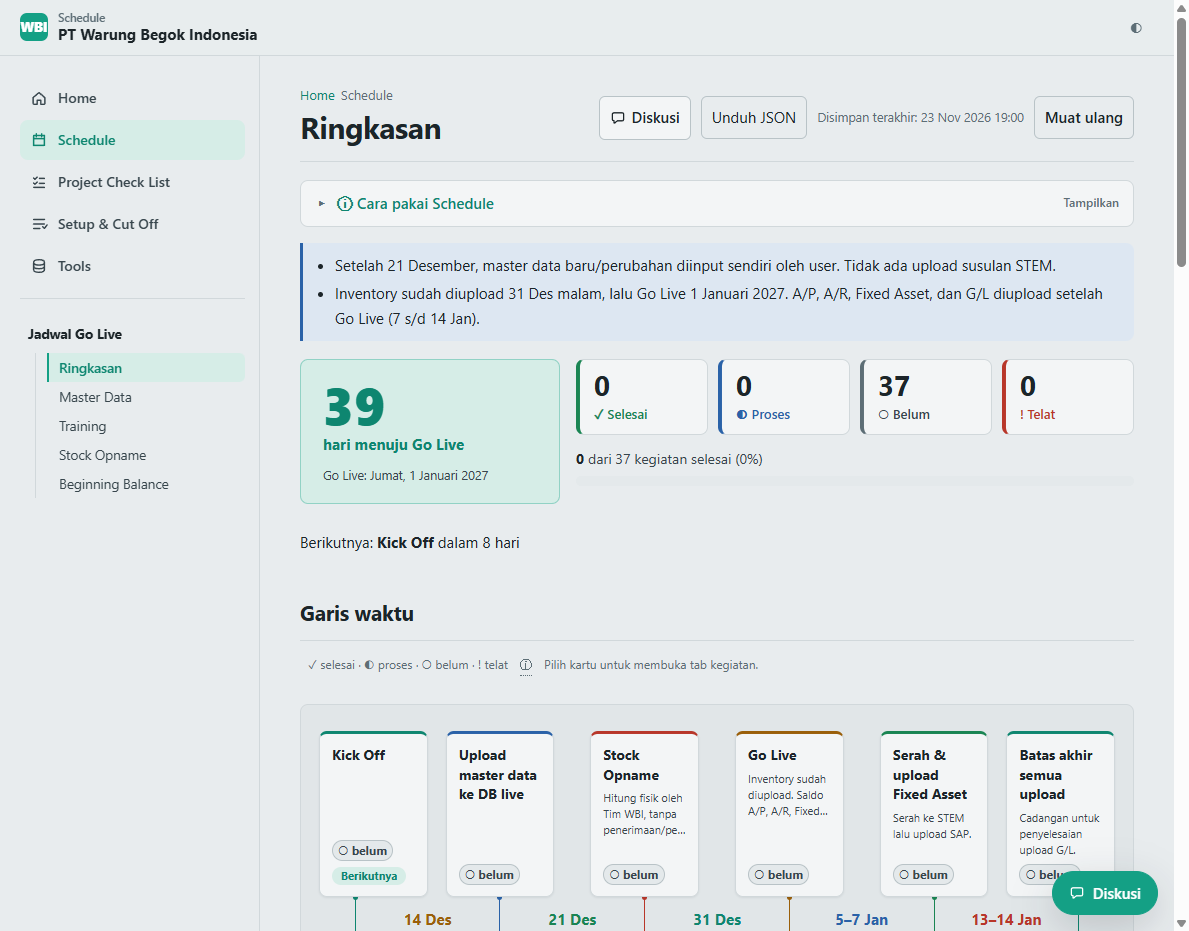 WBI
Schedule
PT Warung Begok Indonesia
Home
Schedule
Project Check List
Setup & Cut Off
Tools
Jadwal Go Live
Ringkasan
Master Data
Training
Stock Opname
Beginning Balance
Home Schedule
Ringkasan
Diskusi
Unduh JSON
Disimpan terakhir: 23 Nov 2026 19:00
Muat ulang
Cara pakai Schedule
Tampilkan
• Setelah 21 Desember, master data baru/perubahan diinput sendiri oleh user. Tidak ada upload susulan STEM.
• Inventory sudah diupload 31 Des malam, lalu Go Live 1 Januari 2027. A/P, A/R, Fixed Asset, dan G/L diupload setelah
Go Live (7 s/d 14 Jan).
39
hari menuju Go Live
Go Live: Jumat, 1 Januari 2027
0
✓ Selesai
0
◐ Proses
37
○ Belum
0
! Telat
0 dari 37 kegiatan selesai (0%)
Berikutnya: Kick Off dalam 8 hari
Garis waktu
✓ selesai · ◐ proses · ○ belum · ! telat ⓘ Pilih kartu untuk membuka tab kegiatan.
Kick Off
○ belum
Berikutnya
Upload
master data
ke DB live
○ belum
Stock
Opname
Hitung fisik oleh
Tim WBI, tanpa
penerimaan/pe...
○ belum
Go Live
Inventory sudah
diupload. Saldo
A/P, A/R, Fixed...
○ belum
Serah &
upload
Fixed Asset
Serah ke STEM
lalu upload SAP.
○ belum
Batas akhir
semua
upload
Cadangan untuk
penyelesaian
upload G/L.
○ belu
Diskusi
14 Des
21 Des
31 Des
5–7 Jan
13–14 Jan